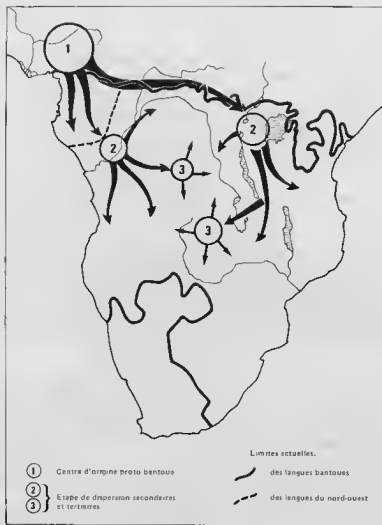 1
2
2
3
3
Limites actuelles.
1 Centre d'origine proto bantoue
des langues bantoues
2
3 Etape de dispersion secondaires
et tertiaires
des langues du nord-ouest